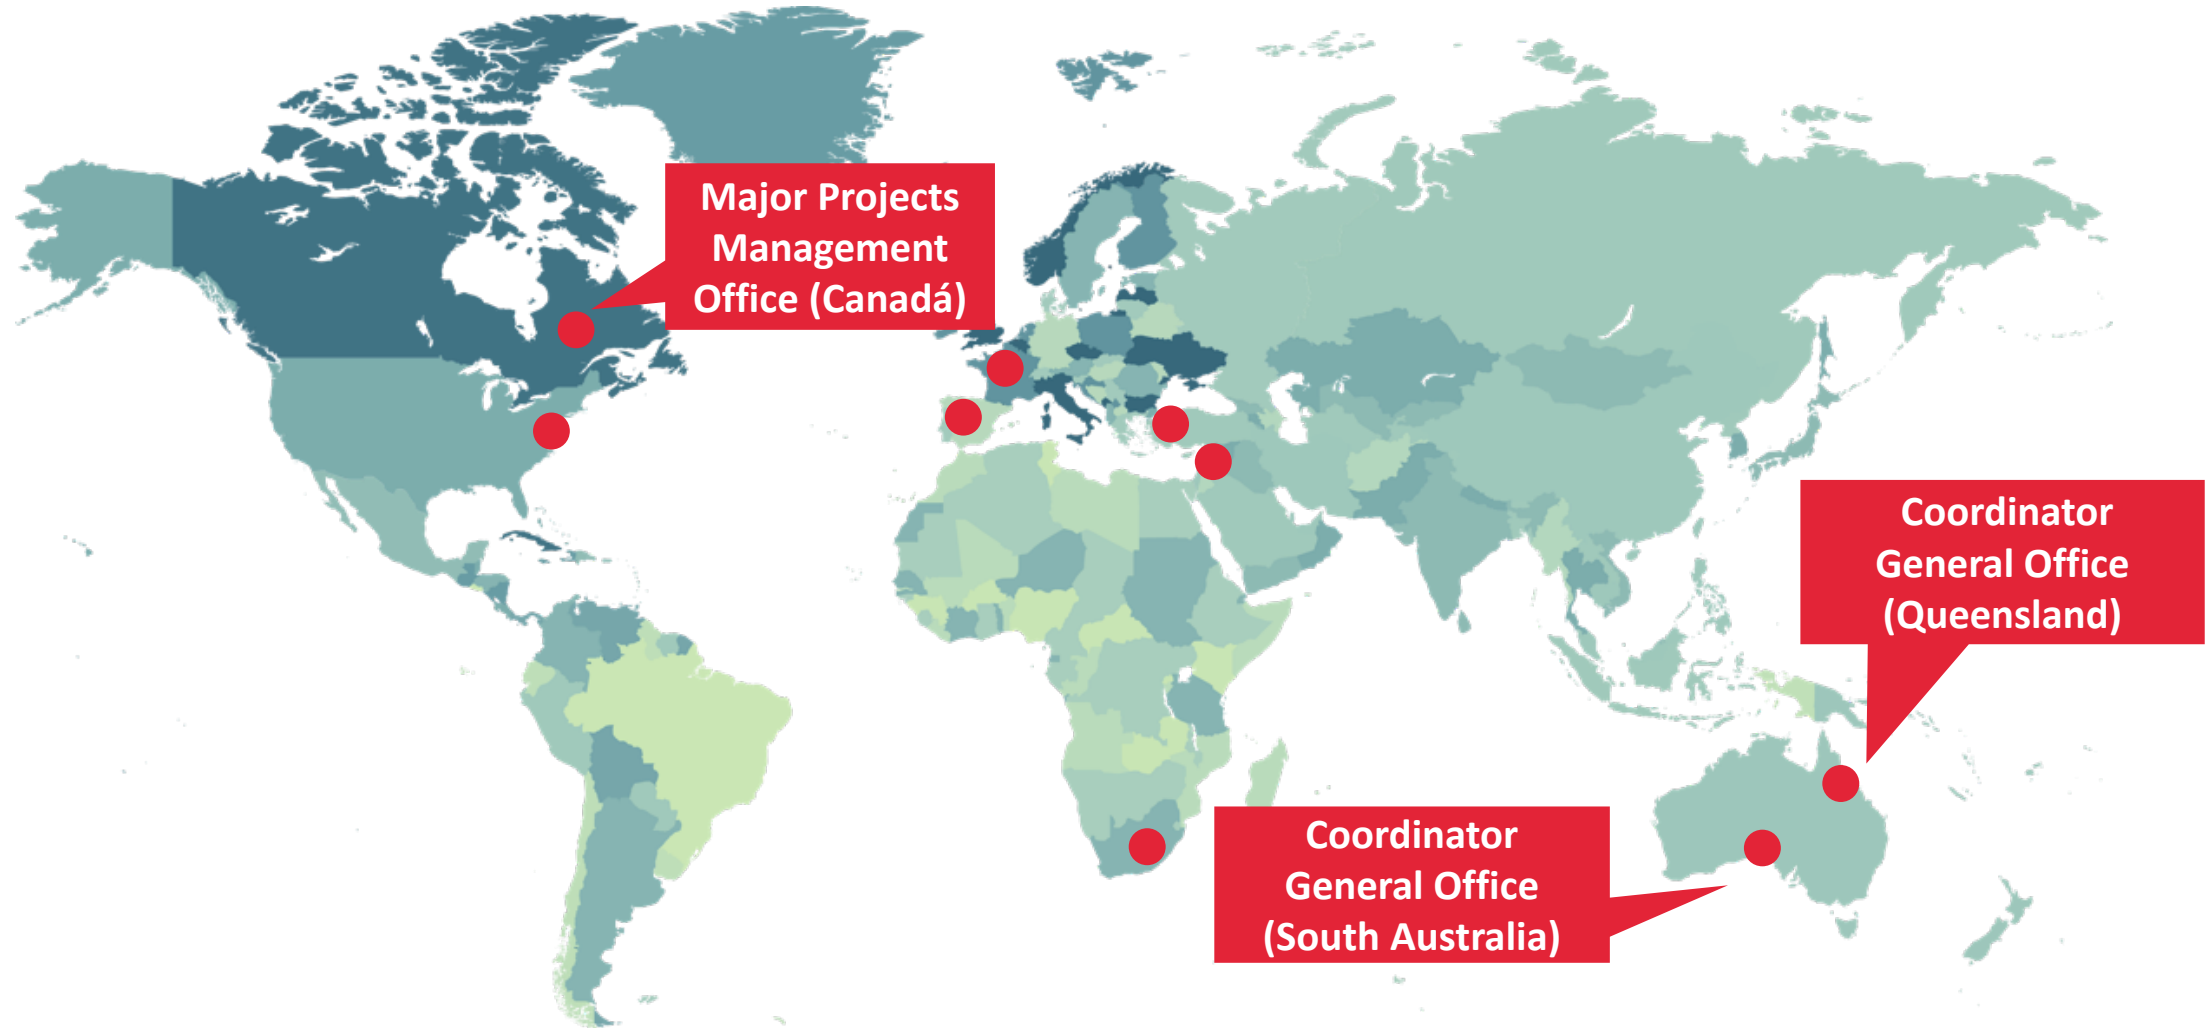 Major Projects
Management
Office (Canadá)
Coordinator
General Office
(Queensland)
Coordinator
General Office
(South Australia)